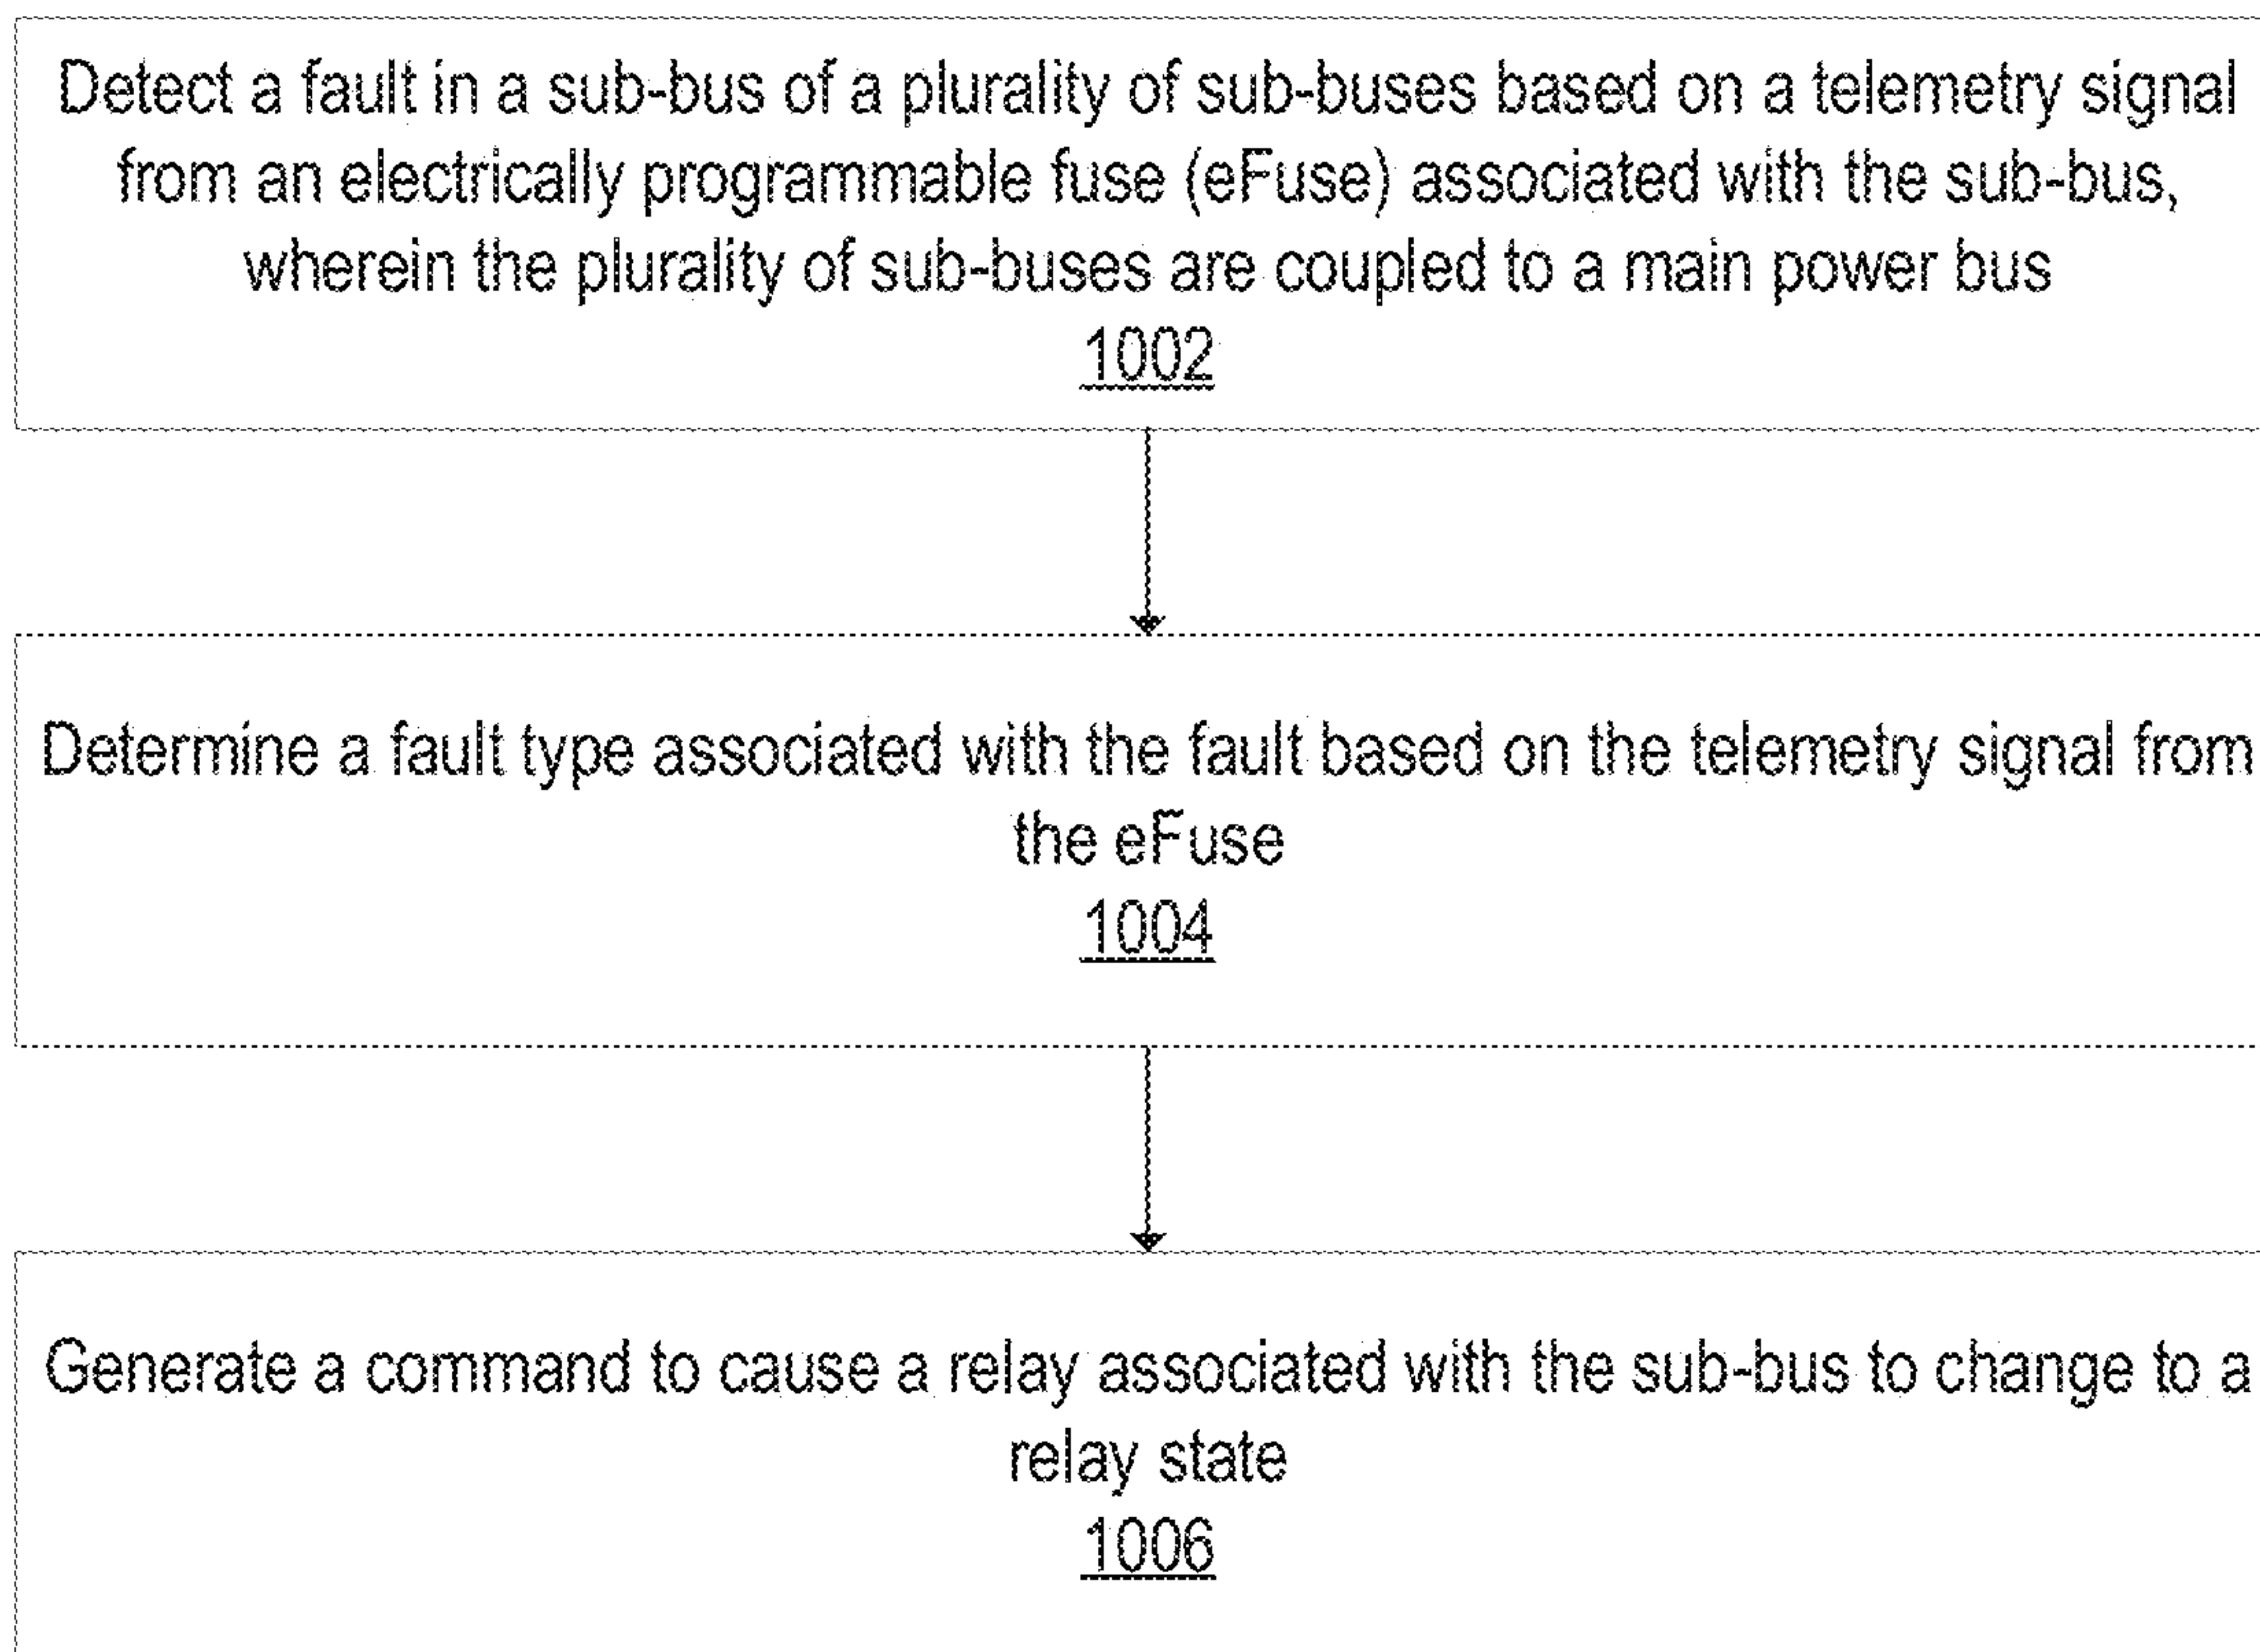 Detect a fault in a sub-bus of a plurality of sub-buses based on a telemetry signal
from an electrically programmable fuse (eFuse) associated with the sub-bus,
wherein the plurality of sub-buses are coupled to a main power bus
1002
Determine a fault type associated with the fault based on the telemetry signal from
the eFuse
1004
Generate a command to cause a relay associated with the sub-bus to change to a
relay state
1006